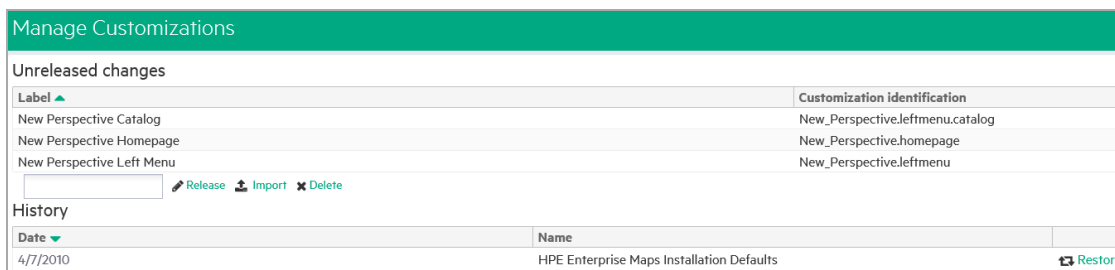 Manage Customizations
Unreleased changes
Label Customization identification
New Perspective Catalog New_Perspective.leftmenu.catalog
New Perspective Homepage New_Perspective.homepage
New Perspective Left Menu New_Perspective.leftmenu
Release Import Delete
History
Date Name
4/7/2010 HPE Enterprise Maps Installation Defaults Restor